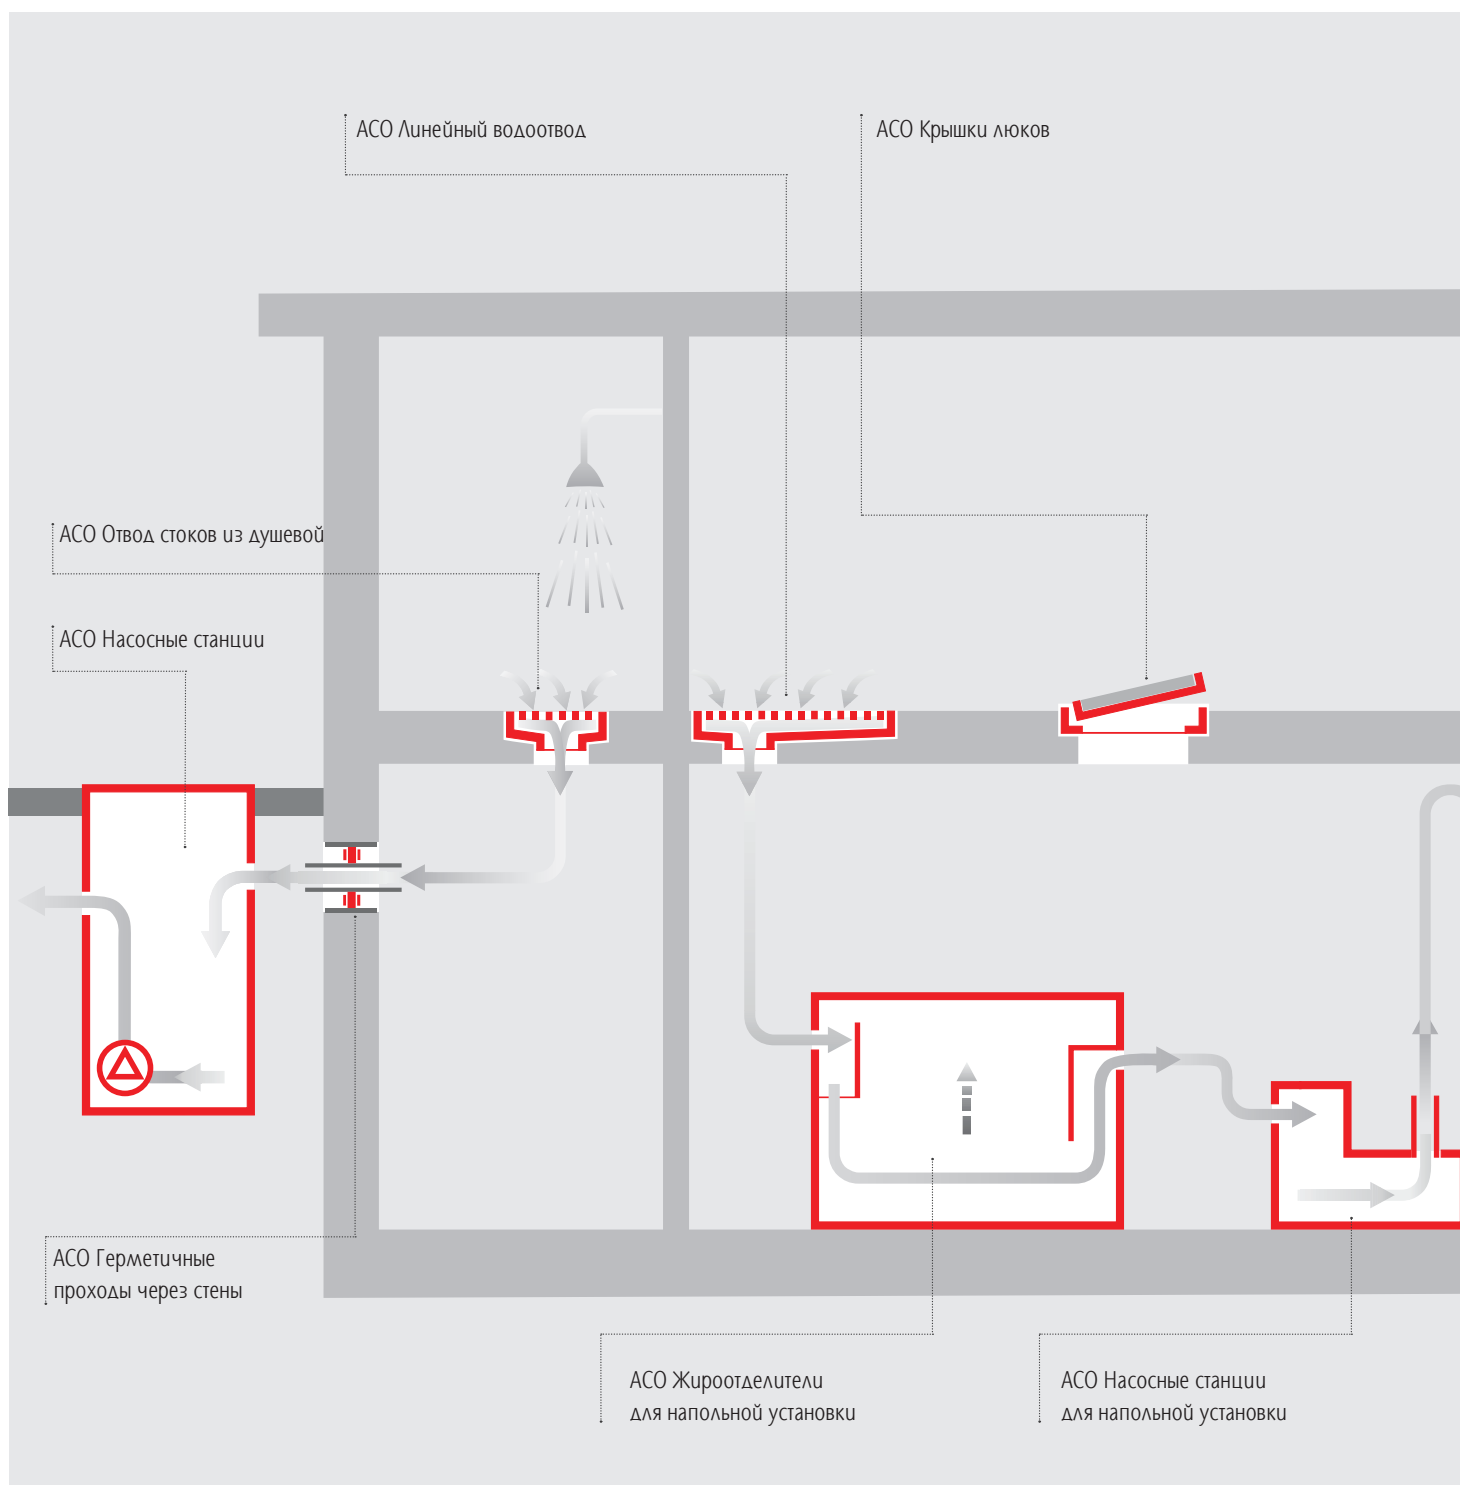 АСО Линейный водоотвод
АСО Крышки люков
АСО Отвод стоков из душевой
АСО Насосные станции
АСО Герметичные
проходы через стены
АСО Жироотделители
для напольной установки
АСО Насосные станции
для напольной установки